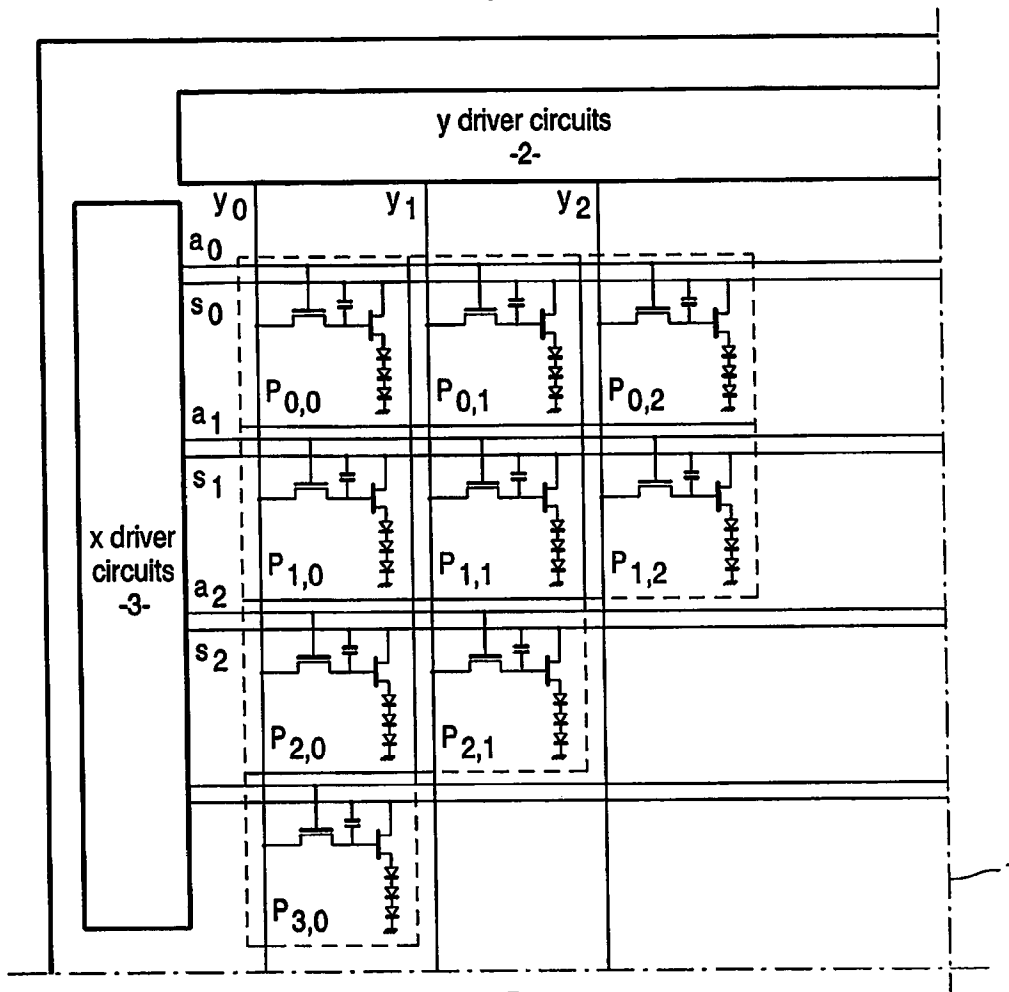 y driver circuits
-2-
y0 y1 y2
a0
s0
P0,0 P0,1 P0,2
a1
s1
x driver
circuits
-3-
P1,0 P1,1 P1,2
a2
s2
P2,0 P2,1
P3,0